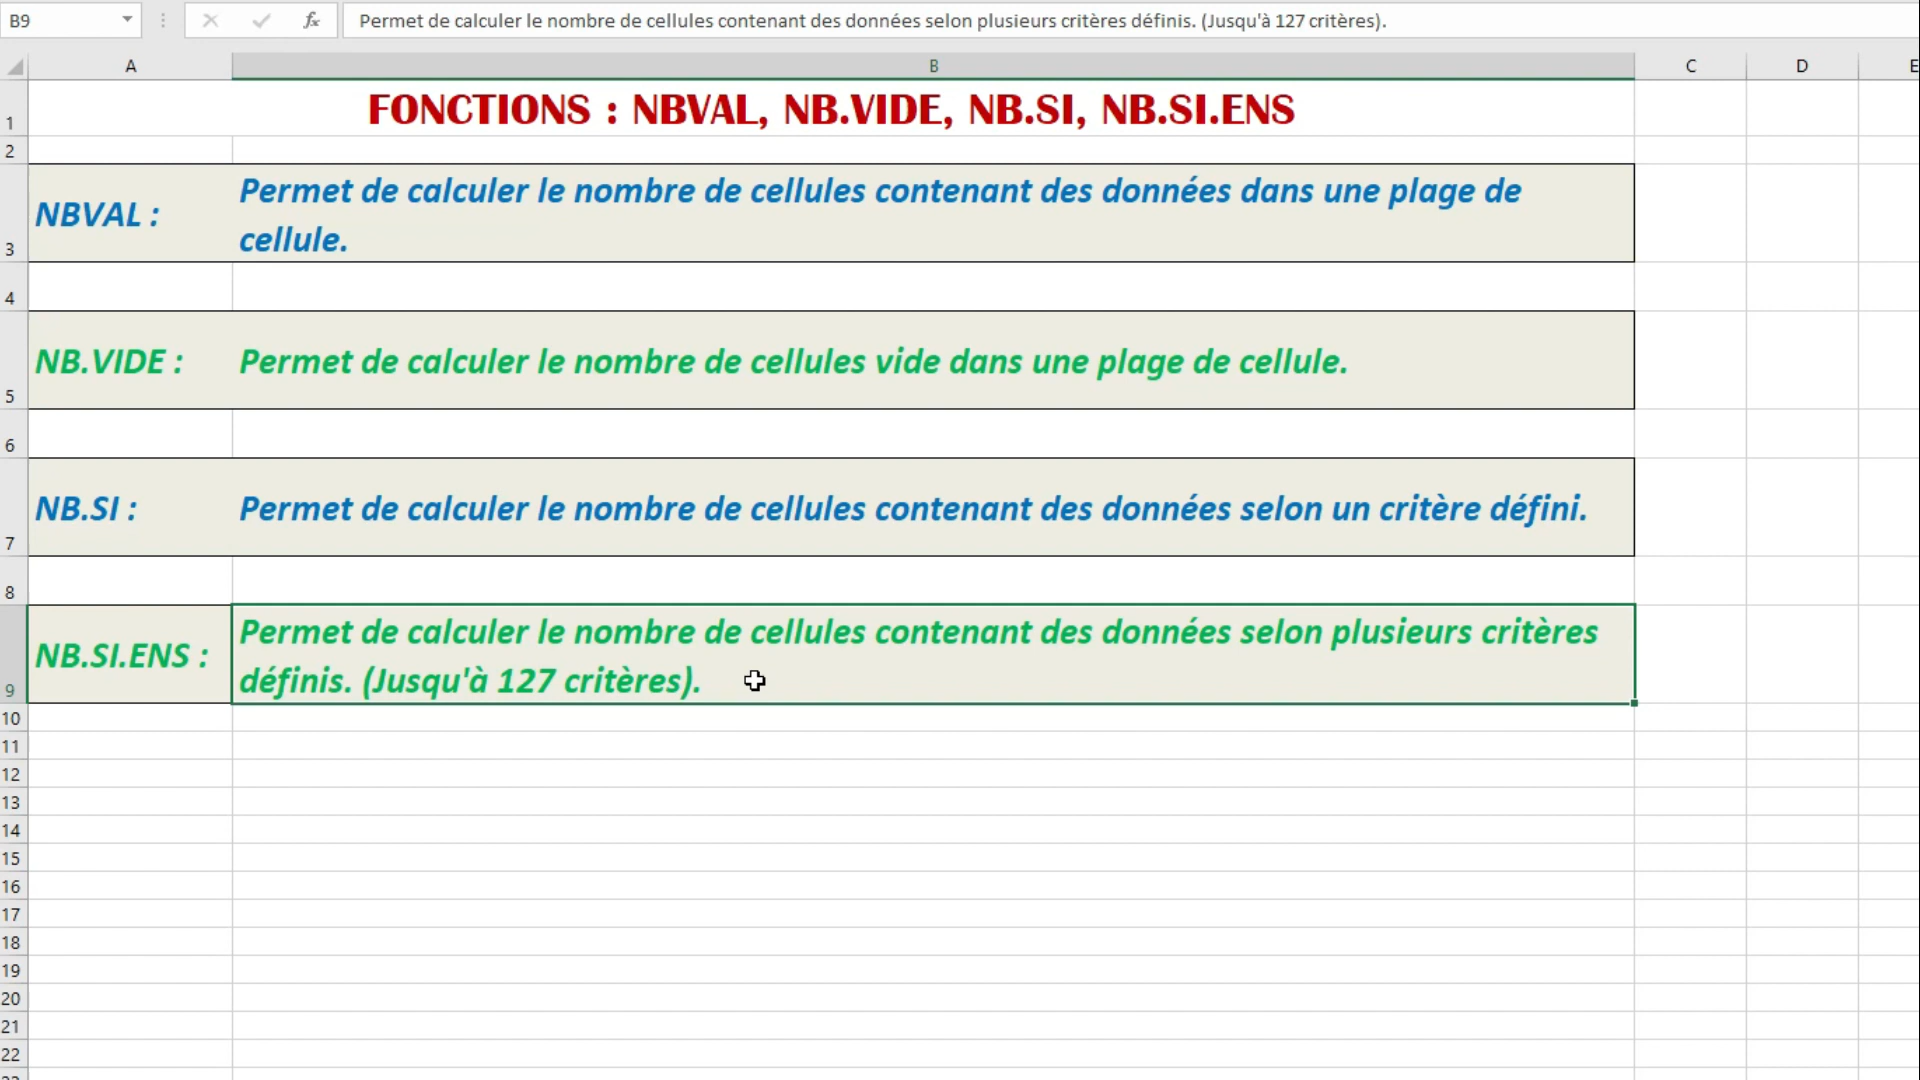 B9
fx
Permet de calculer le nombre de cellules contenant des données selon plusieurs critères définis. (Jusqu'à 127 critères).
A B C D E
1 FONCTIONS : NBVAL, NB.VIDE, NB.SI, NB.SI.ENS
2
Permet de calculer le nombre de cellules contenant des données dans une plage de
NBVAL :
cellule.
3
4
NB.VIDE : Permet de calculer le nombre de cellules vide dans une plage de cellule.
5
6
NB.SI : Permet de calculer le nombre de cellules contenant des données selon un critère défini.
7
8
Permet de calculer le nombre de cellules contenant des données selon plusieurs critères
NB.SI.ENS :
définis. (Jusqu'à 127 critères).
9
10
11
12
13
14
15
16
17
18
19
20
21
22